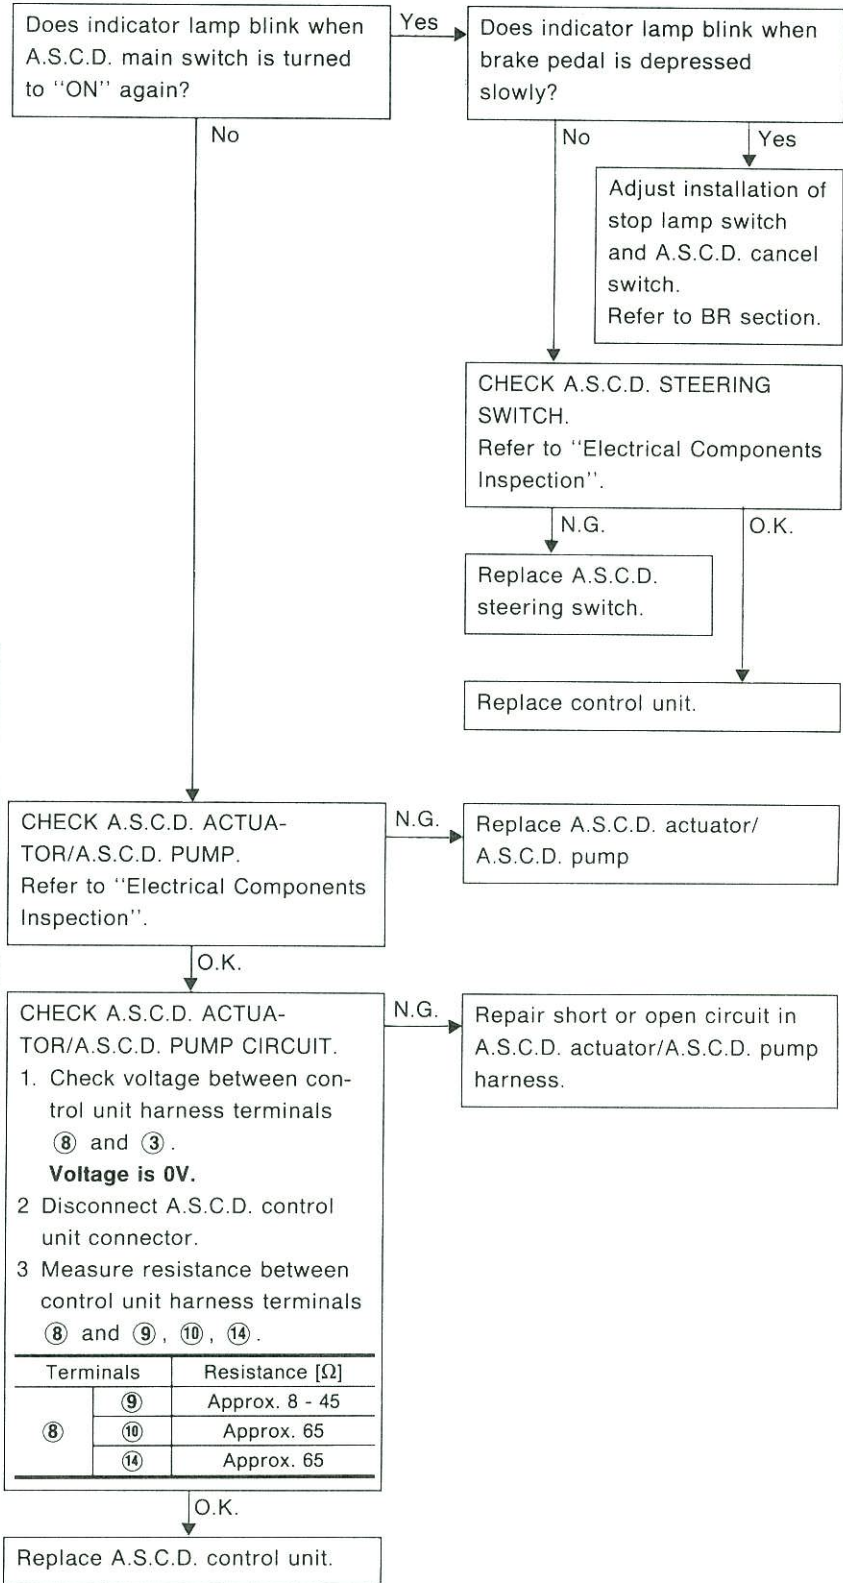 Does indicator lamp blink when
A.S.C.D. main switch is turned
to "ON" again?
Yes
Does indicator lamp blink when
brake pedal is depressed
slowly?
No
No
Yes
Adjust installation of
stop lamp switch
and A.S.C.D. cancel
switch.
Refer to BR section.
CHECK A.S.C.D. STEERING
SWITCH.
Refer to "Electrical Components
Inspection".
N.G.
O.K.
Replace A.S.C.D.
steering switch.
Replace control unit.
CHECK A.S.C.D. ACTUA-
TOR/A.S.C.D. PUMP.
Refer to "Electrical Components
Inspection".
N.G.
Replace A.S.C.D. actuator/
A.S.C.D. pump
O.K.
CHECK A.S.C.D. ACTUA-
TOR/A.S.C.D. PUMP CIRCUIT.
1. Check voltage between con-
trol unit harness terminals
⑧ and ③.
Voltage is 0V.
2 Disconnect A.S.C.D. control
unit connector.
3 Measure resistance between
control unit harness terminals
⑧ and ⑨, ⑩, ⑭.
Terminals Resistance [Ω]
⑨ Approx. 8 - 45
⑧ ⑩ Approx. 65
⑭ Approx. 65
N.G.
Repair short or open circuit in
A.S.C.D. actuator/A.S.C.D. pump
harness.
O.K.
Replace A.S.C.D. control unit.